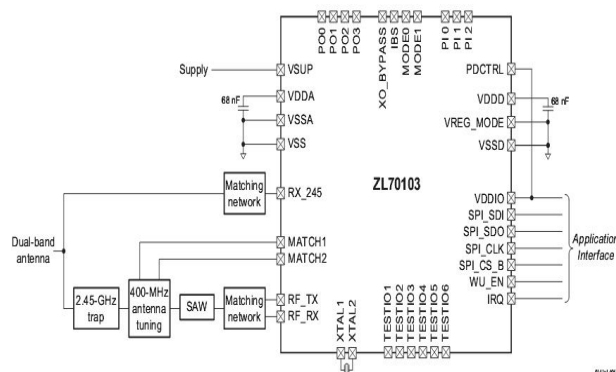 PO0
PO1
PO2
PO3
XO_BYPASS
IBS
MODE0
MODE1
PI 0
PI 1
PI 2
Supply
VSUP
PDCTRL
68 nF
VDDA
VDDD
68 nF
VSSA
VREG_MODE
VSS
VSSD
Matching
network
RX_245
ZL70103
VDDIO
SPI_SDI
Dual-band
antenna
MATCH1
MATCH2
SPI_SDO
SPI_CLK
SPI_CS_B
WU_EN
IRQ
Application
Interface
2.45-GHz
trap
400-MHz
antenna
tuning
SAW
Matching
network
RF_TX
RF_RX
XTAL1
XTAL2
TESTIO1
TESTIO2
TESTIO3
TESTIO4
TESTIO5
TESTIO6